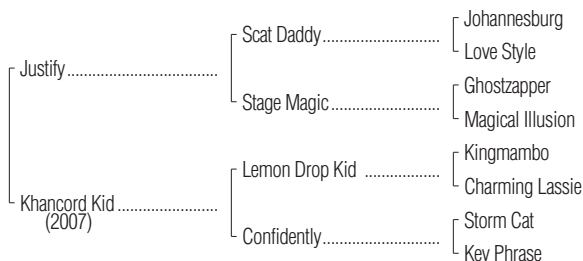 Johannesburg
Scat Daddy
Love Style
Justify
Ghostzapper
Stage Magic
Magical Illusion
Kingmambo
Lemon Drop Kid
Charming Lassie
Khancord Kid
(2007)
Storm Cat
Confidently
Key Phrase